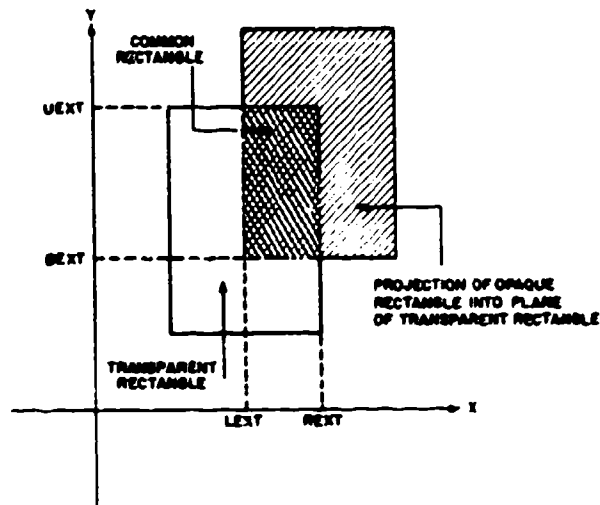 Y
COMMON
RECTANGLE
UEXT
BEXT
PROJECTION OF OPAQUE
RECTANGLE INTO PLANE
OF TRANSPARENT RECTANGLE
TRANSPARENT
RECTANGLE
X
LEXT
REXT